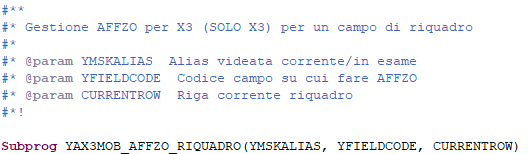 #**
#* Gestione AFFZO per X3 (SOLO X3) per un campo di riquadro
#*
#* @param YMSKALIAS  Alias videata corrente/in esame
#* @param YFIELDCODE  Codice campo su cui fare AFFZO
#* @param CURRENTROW  Riga corrente riquadro
#*!
Subprog YAX3MOB_AFFZO_RIQUADRO(YMSKALIAS, YFIELDCODE, CURRENTROW)